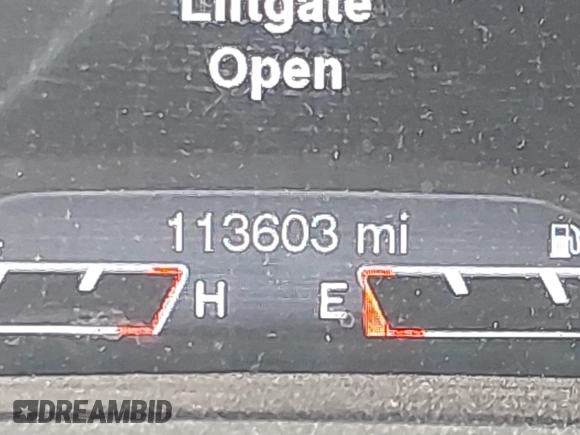 Liftgate
Open
113603 mi
H E
DREAMBID